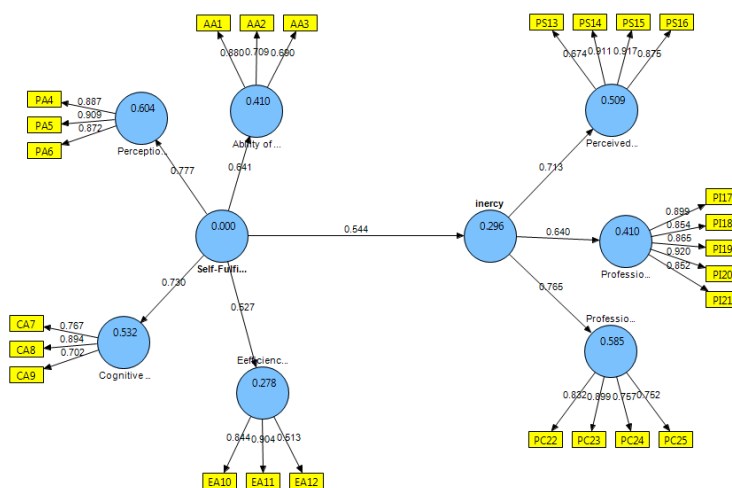 AA1 AA2 AA3
PS13 PS14 PS15 PS16
0.880 0.709 0.690
0.674 0.911 0.917 0.875
PA4
PA5
PA6
0.887
0.909
0.872
0.604
Perceptio...
0.410
Ability of ...
0.509
Perceived...
0.777
0.641
0.713
inercy
0.000
Self-Fulfi...
0.544
0.296
0.640
0.410
Professio...
0.899
0.854
0.865
0.920
0.852
PI17
PI18
PI19
PI20
PI21
0.730
0.527
0.765
CA7
CA8
CA9
0.767
0.894
0.702
0.532
Cognitive ...
Eefficienc...
0.278
Professio...
0.585
0.844 0.904 0.513
0.832 0.899 0.757 0.752
EA10 EA11 EA12
PC22 PC23 PC24 PC25